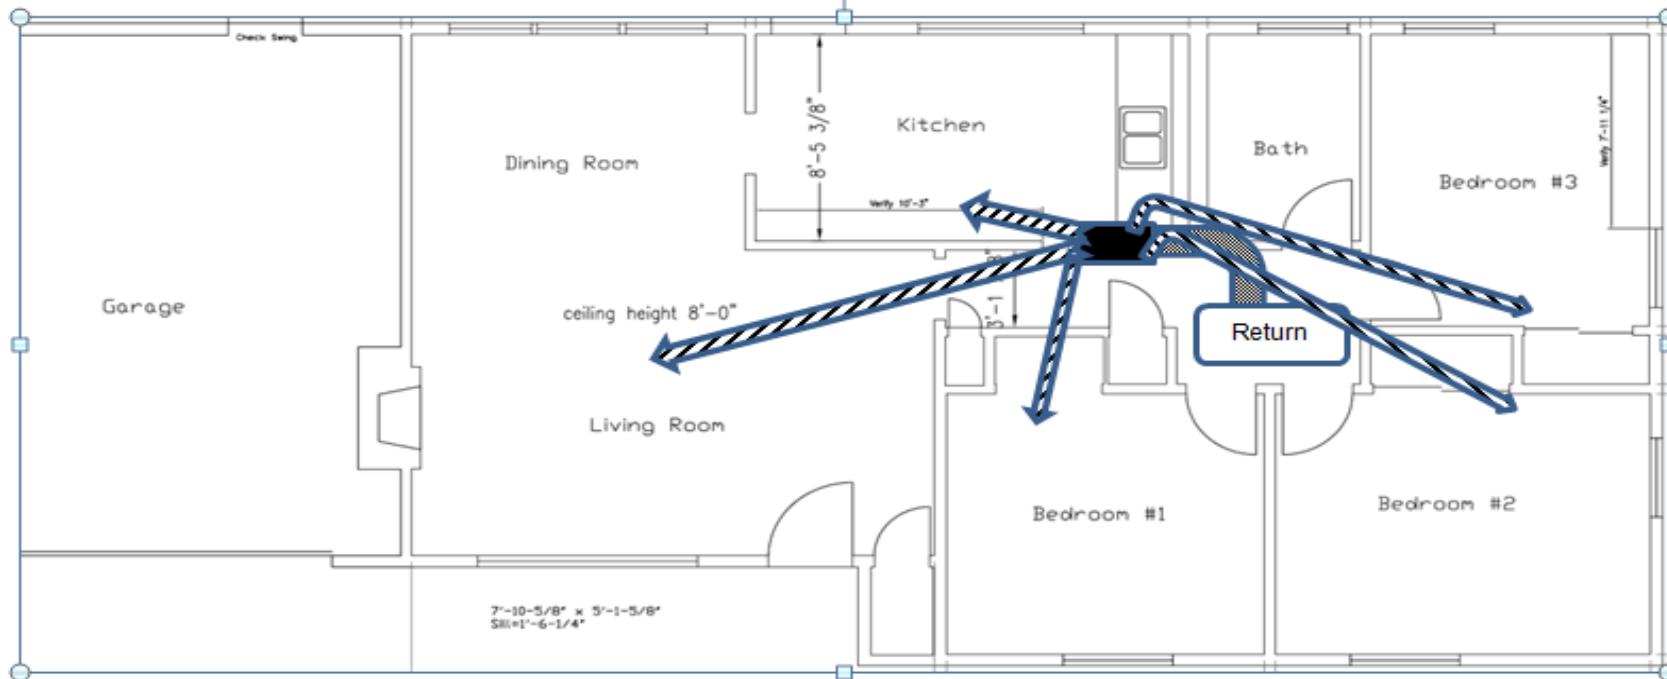 Check Swing
8'-5 3/8"
Kitchen
Dining Room
Bath
Verify 7'-11 1/4"
Bedroom #3
Verify 10'-3"
Garage
ceiling height 8'-0"
3'-1
Return
Living Room
Bedroom #1
Bedroom #2
7'-10-5/8" x 5'-1-5/8"
Sill=1'-6-1/4"